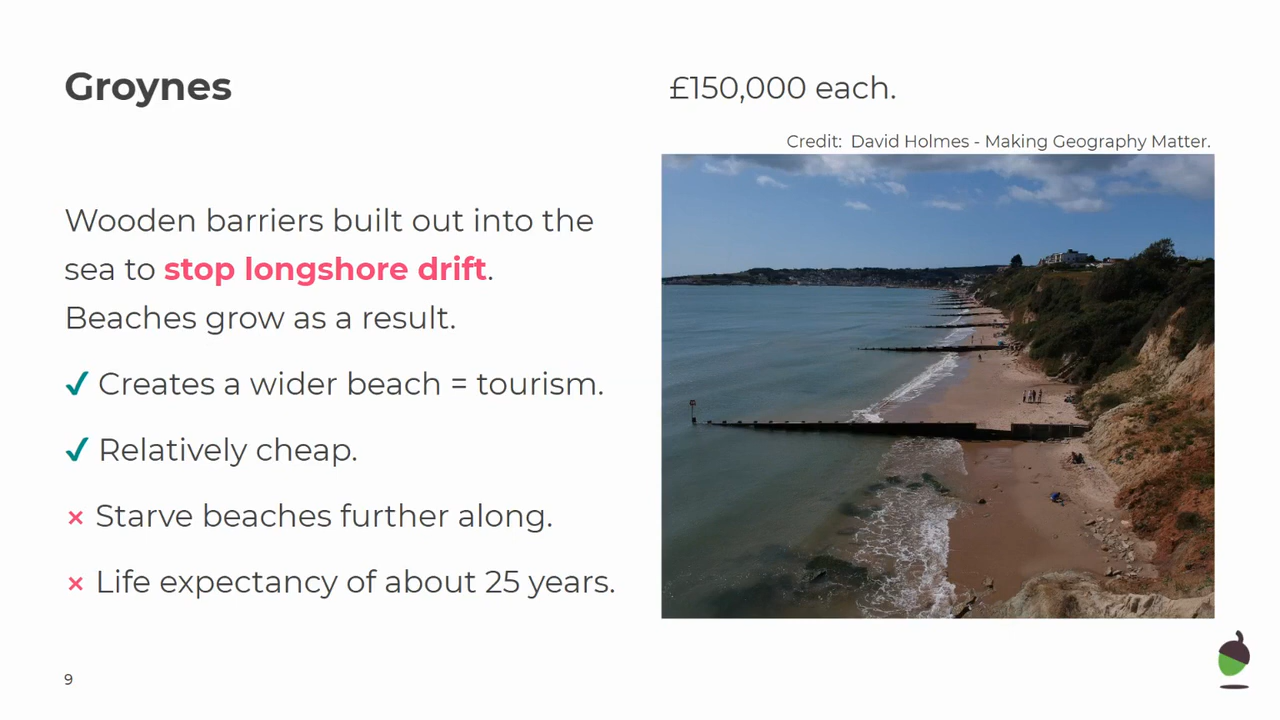 Groynes
£150,000 each.
Credit: David Holmes - Making Geography Matter.
Wooden barriers built out into the
sea to stop longshore drift.
Beaches grow as a result.
✓ Creates a wider beach = tourism.
✓ Relatively cheap.
× Starve beaches further along.
× Life expectancy of about 25 years.
9